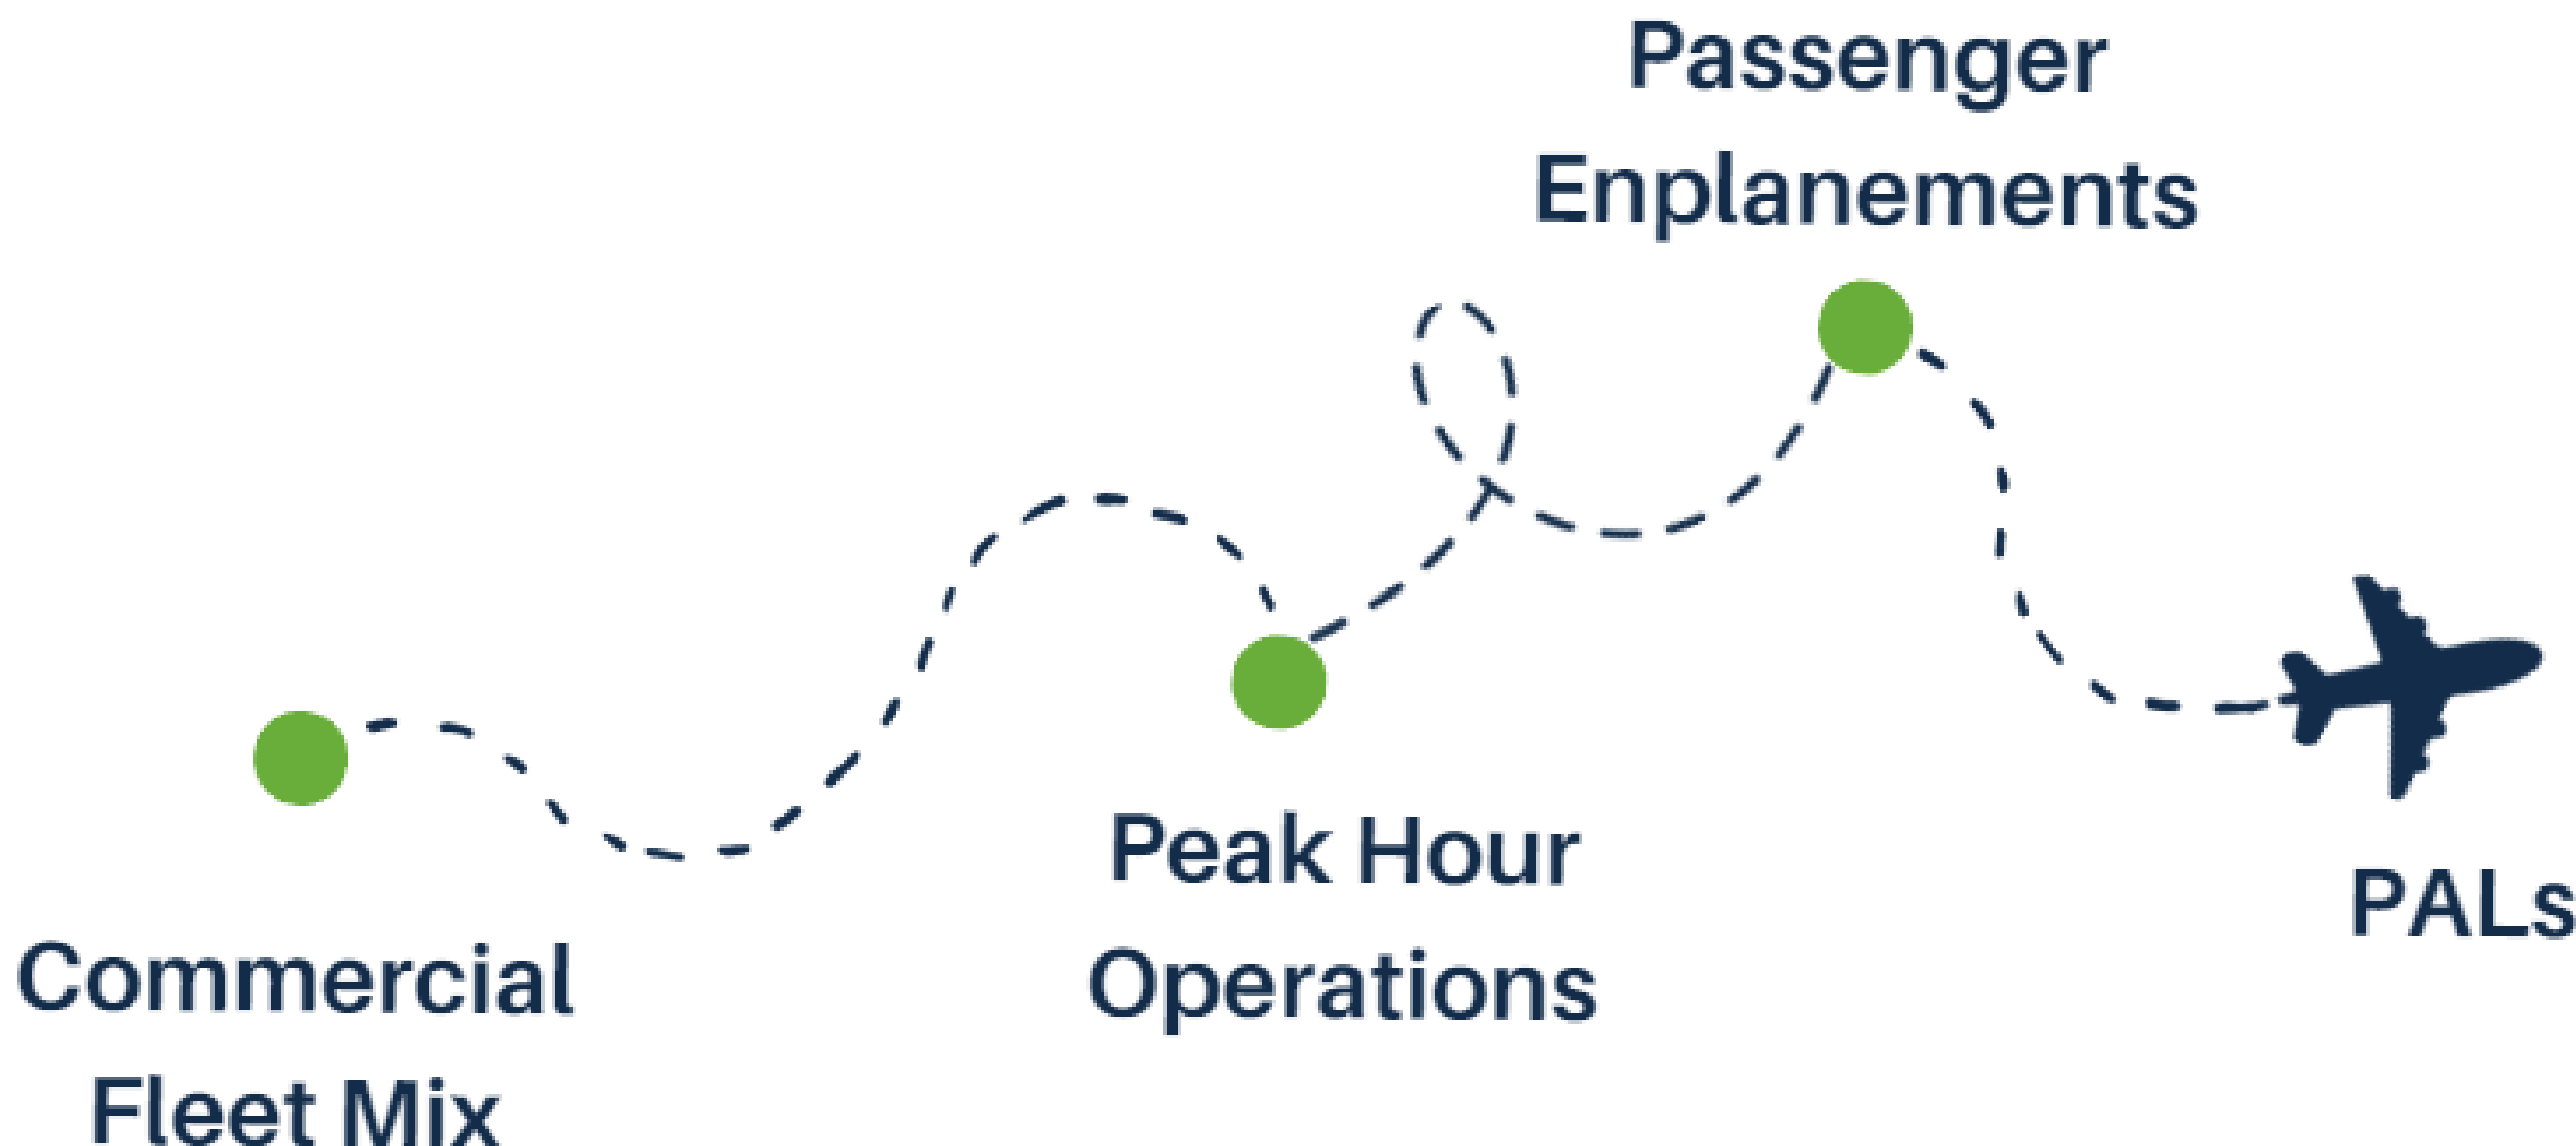 Passenger
Enplanements
Peak Hour
Operations
PALs
Commercial
Fleet Mix